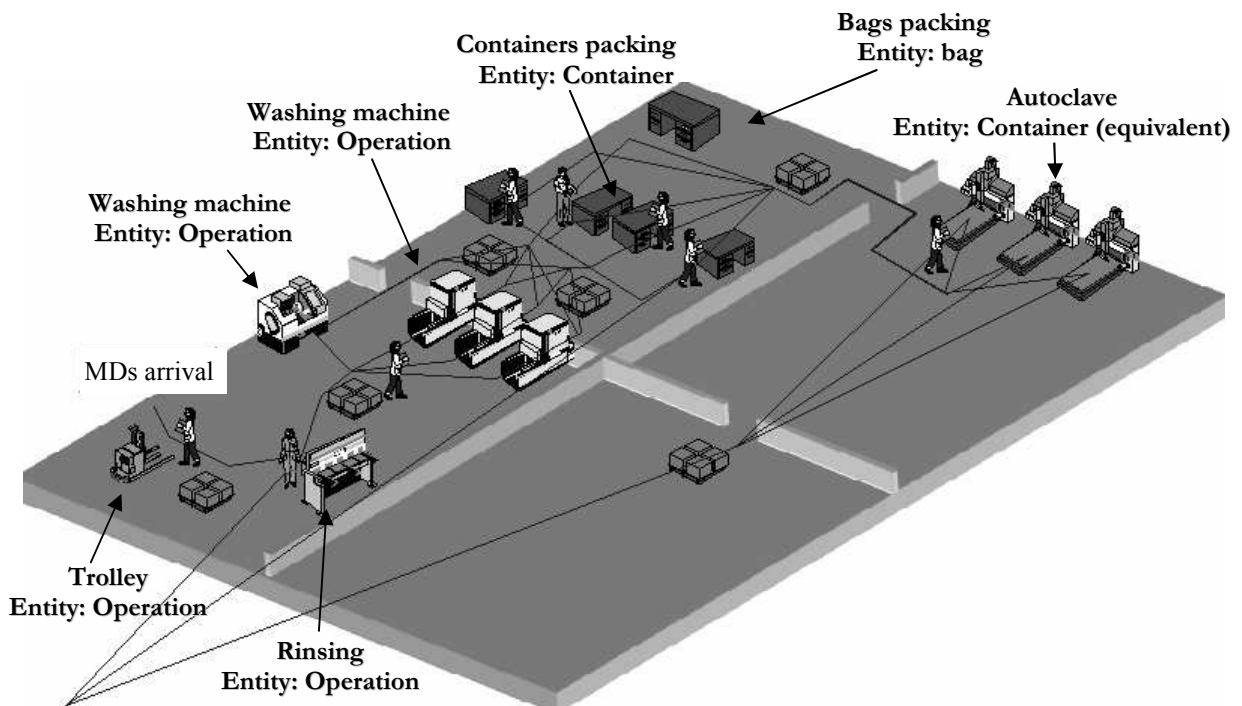 Bags packing
Entity: bag
Containers packing
Entity: Container
Autoclave
Entity: Container (equivalent)
Washing machine
Entity: Operation
Washing machine
Entity: Operation
MDs arrival
Trolley
Entity: Operation
Rinsing
Entity: Operation